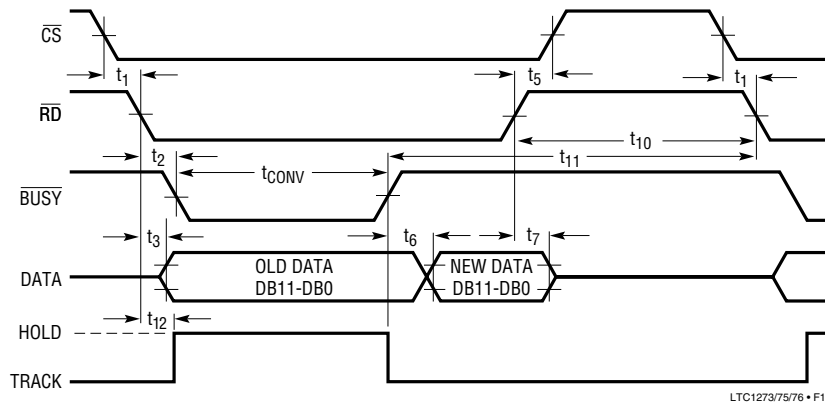 CS
t1 t5 t1
RD
t10
t2 tCONV t11
BUSY
t3 t6 t7
OLD DATA NEW DATA
DATA
DB11-DB0 DB11-DB0
t12
HOLD
TRACK
LTC1273/75/76 • F1